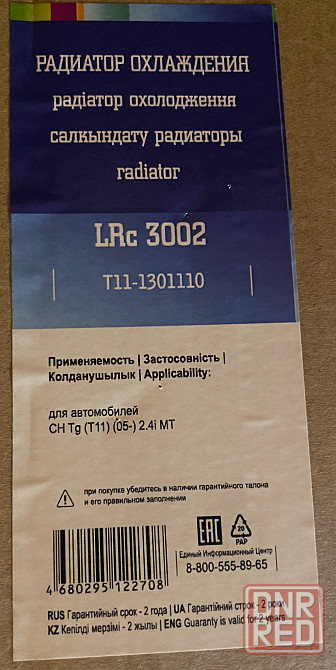 РАДИАТОР ОХЛАЖДЕНИЯ
радіатор охолодження
салкындату радиаторы
radiator
LRc 3002
T11-1301110
Применяемость | Застосовність |
Колданушылык | Applicability:
для автомобилей
CH Tg (T11) (05-) 2.4i MT
при покупке убедитесь в наличии гарантийного талона
и его правильном заполнении
EAC
20
PAP
Единый Информационный Центр
8-800-555-89-65
4 680295 122708
RUS Гарантийный срок - 2 года | UA Гарантійний строк - 2 роки
KZ Кепілді мерзімі - 2 жылы | ENG Guaranty is valid for 2 years
DNR
RED